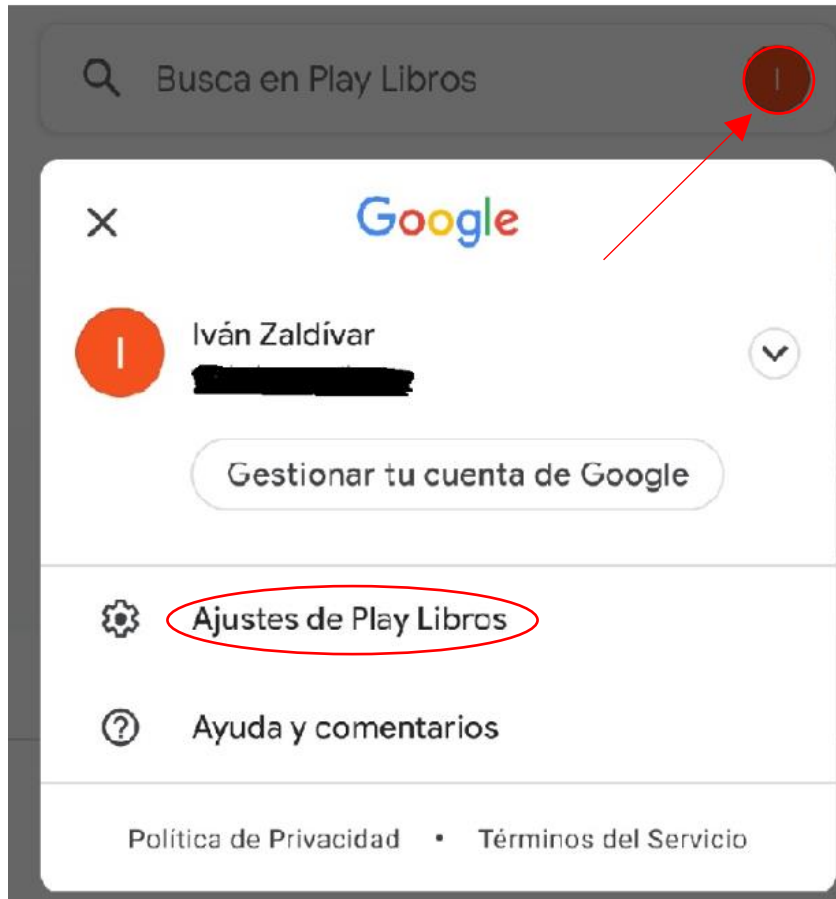 Busca en Play Libros
I
Google
I
Iván Zaldívar
Gestionar tu cuenta de Google
Ajustes de Play Libros
Ayuda y comentarios
Política de Privacidad • Términos del Servicio